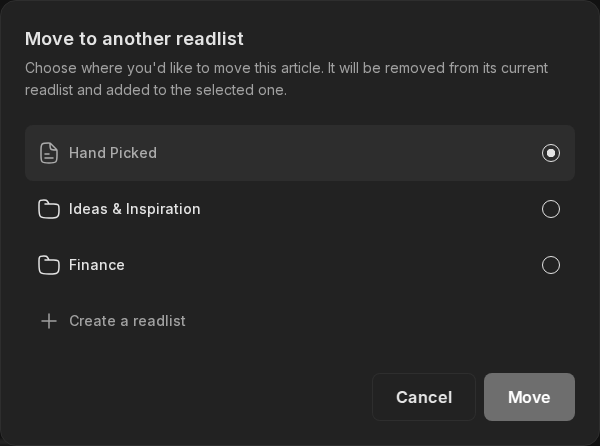 Move to another readlist
Choose where you'd like to move this article. It will be removed from its current
readlist and added to the selected one.
Hand Picked
Ideas & Inspiration
Finance
Create a readlist
Cancel
Move